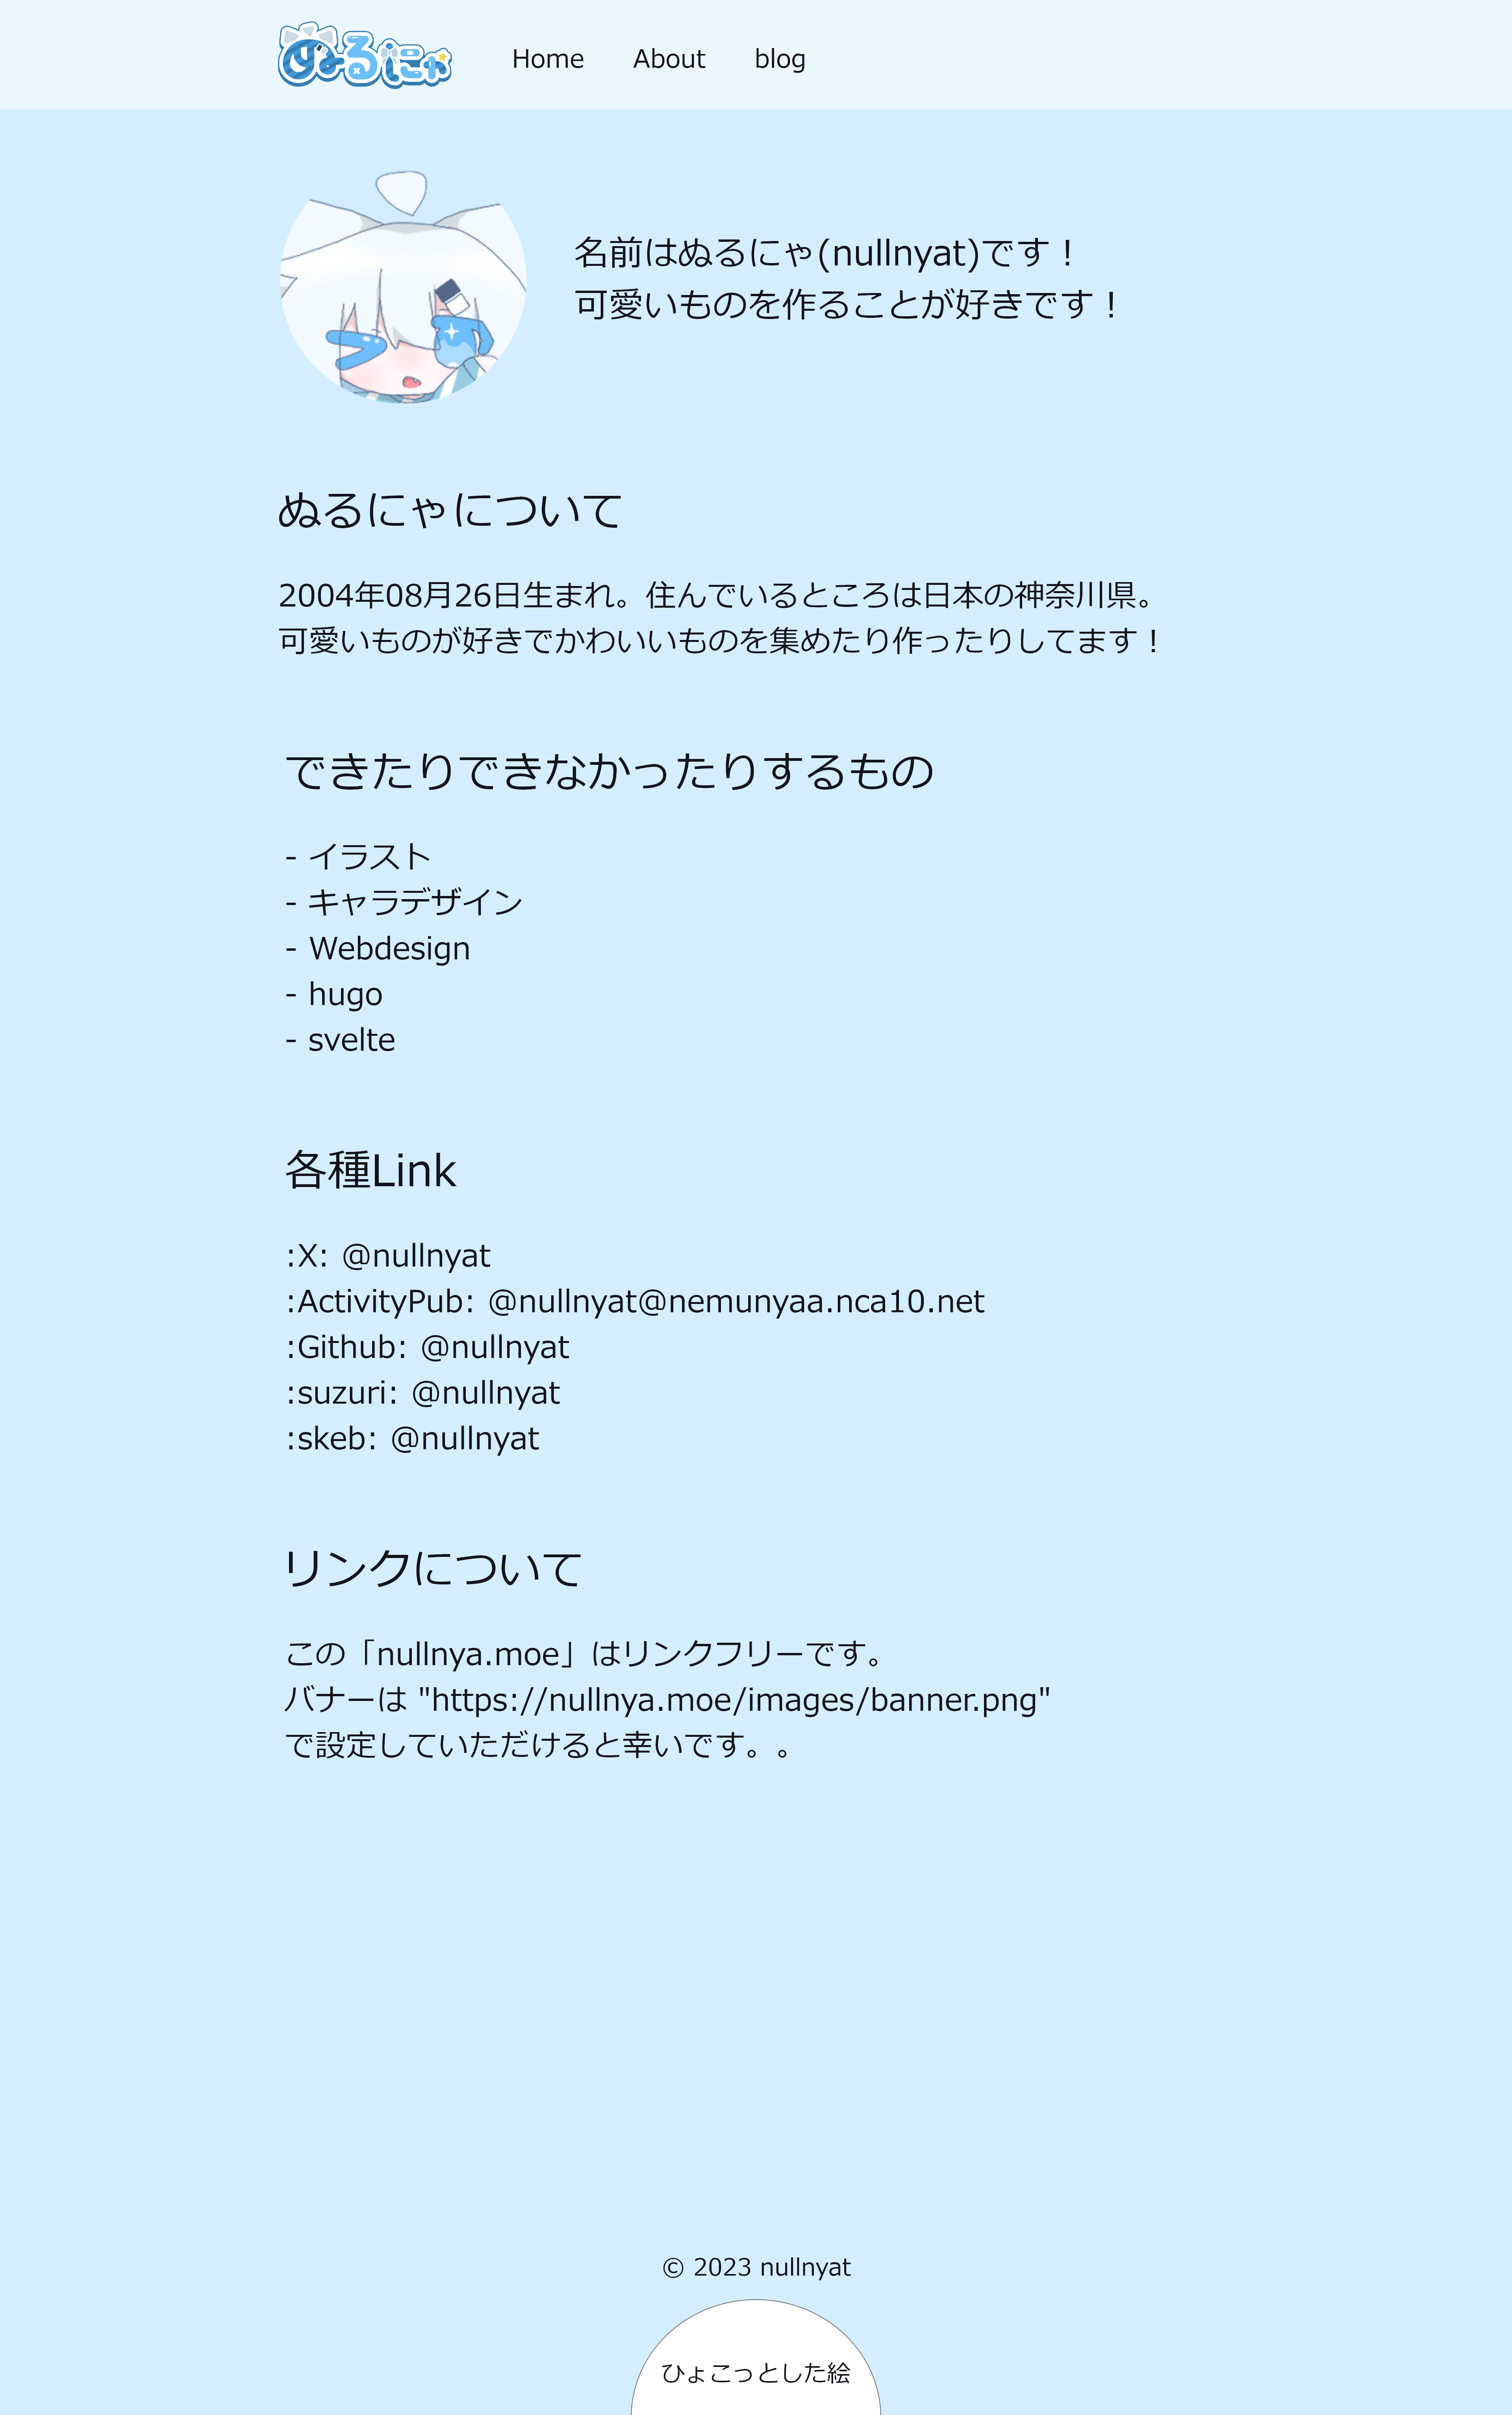 ぬるにゃ
Home About blog
名前はぬるにゃ(nullnyat)です！
可愛いものを作ることが好きです！
ぬるにゃについて
2004年08月26日生まれ。住んでいるところは日本の神奈川県。
可愛いものが好きでかわいいものを集めたり作ったりしてます！
できたりできなかったりするもの
- イラスト
- キャラデザイン
- Webdesign
- hugo
- svelte
各種Link
:X: @nullnyat
:ActivityPub: @nullnyat@nemunyaa.nca10.net
:Github: @nullnyat
:suzuri: @nullnyat
:skeb: @nullnyat
リンクについて
この「nullnya.moe」はリンクフリーです。
バナーは "https://nullnya.moe/images/banner.png"
で設定していただけると幸いです。。
© 2023 nullnyat
ひょこっとした絵